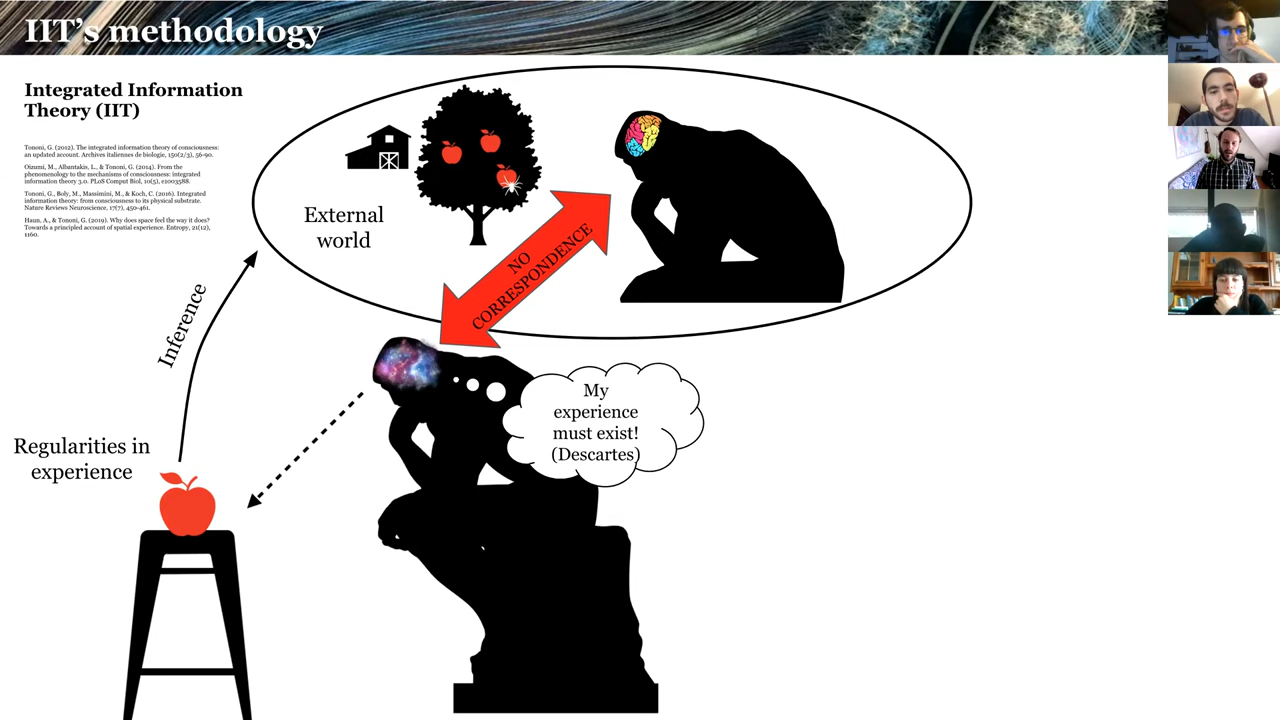 IIT's methodology
Integrated Information
Theory (IIT)
Tononi, G. (2012). The integrated information theory of consciousness:
an updated account. Archives italiennes de biologie, 150(2/3), 56-90.
Oizumi, M., Albantakis, L., & Tononi, G. (2014). From the
phenomenology to the mechanisms of consciousness: integrated
information theory 3.0. PLoS Comput Biol, 10(5), e1003588.
Tononi, G., Boly, M., Massimini, M., & Koch, C. (2016). Integrated
information theory: from consciousness to its physical substrate.
Nature Reviews Neuroscience, 17(7), 450-461.
Haun, A., & Tononi, G. (2019). Why does space feel the way it does?
Towards a principled account of spatial experience. Entropy, 21(12),
1160.
External
world
NO
CORRESPONDENCE
Inference
My
experience
must exist!
(Descartes)
Regularities in
experience